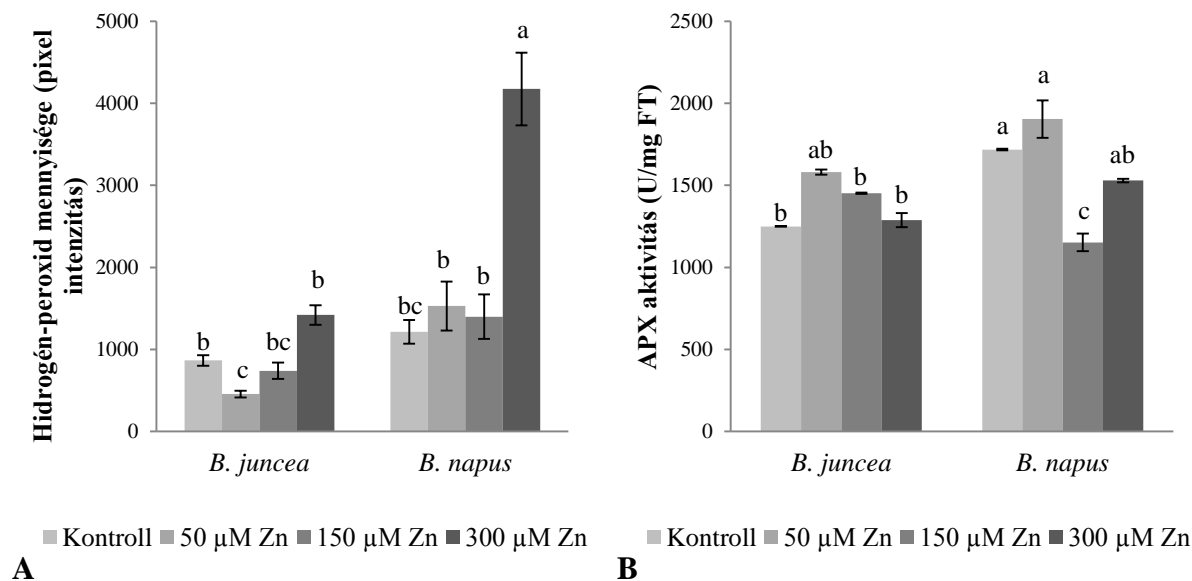 Hidrogén-peroxid mennyisége (pixel
intenzitás)
5000
4000
3000
2000
1000
0
b
c
bc
b
bc
b
b
a
B. juncea
B. napus
Kontroll 50 µM Zn 150 µM Zn 300 µM Zn
A
APX aktivitás (U/mg FT)
2500
2000
1500
1000
500
0
b
ab
b
b
a
a
c
ab
B. juncea
B. napus
Kontroll 50 µM Zn 150 µM Zn 300 µM Zn
B